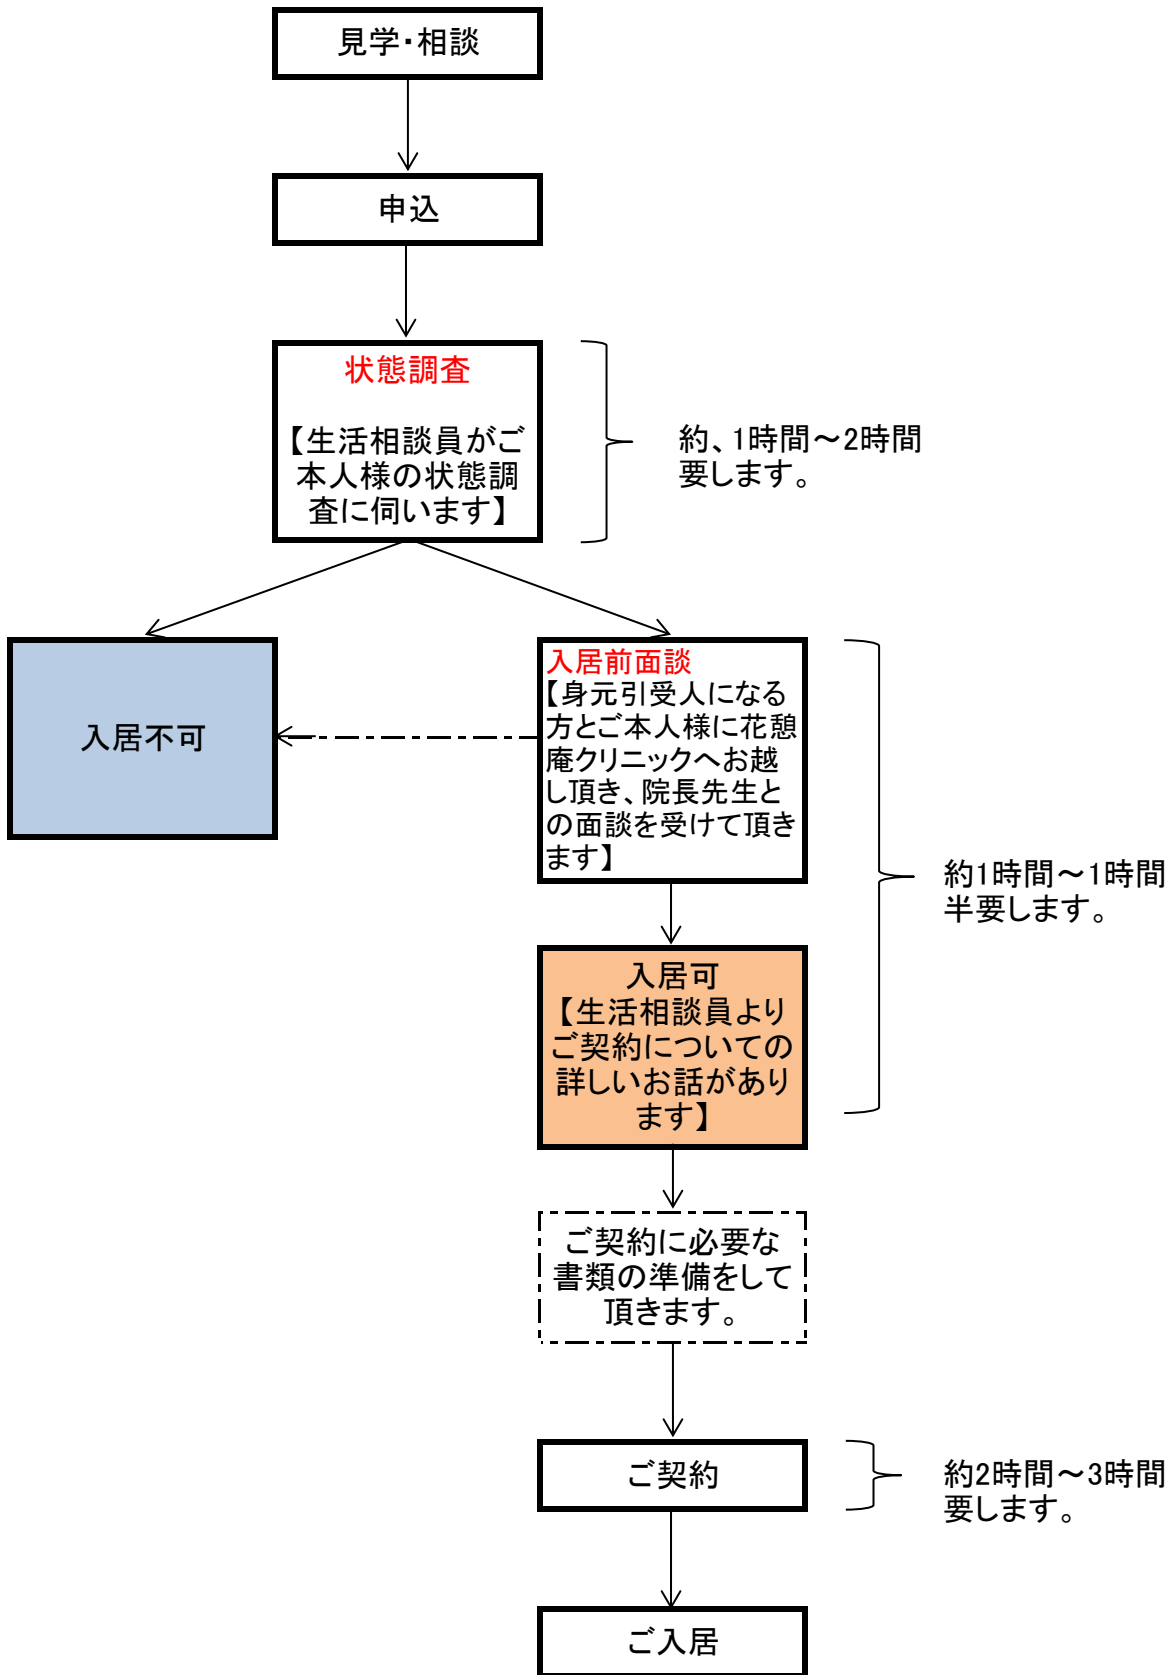 見学・相談
申込
状態調査
【生活相談員がご
本人様の状態調
査に伺います】
約、1時間～2時間
要します。
入居不可
入居前面談
【身元引受人になる
方とご本人様に花憩
庵クリニックへお越
し頂き、院長先生と
の面談を受けて頂き
ます】
約1時間～1時間
半要します。
入居可
【生活相談員より
ご契約についての
詳しいお話があり
ます】
ご契約に必要な
書類の準備をして
頂きます。
ご契約
約2時間～3時間
要します。
ご入居